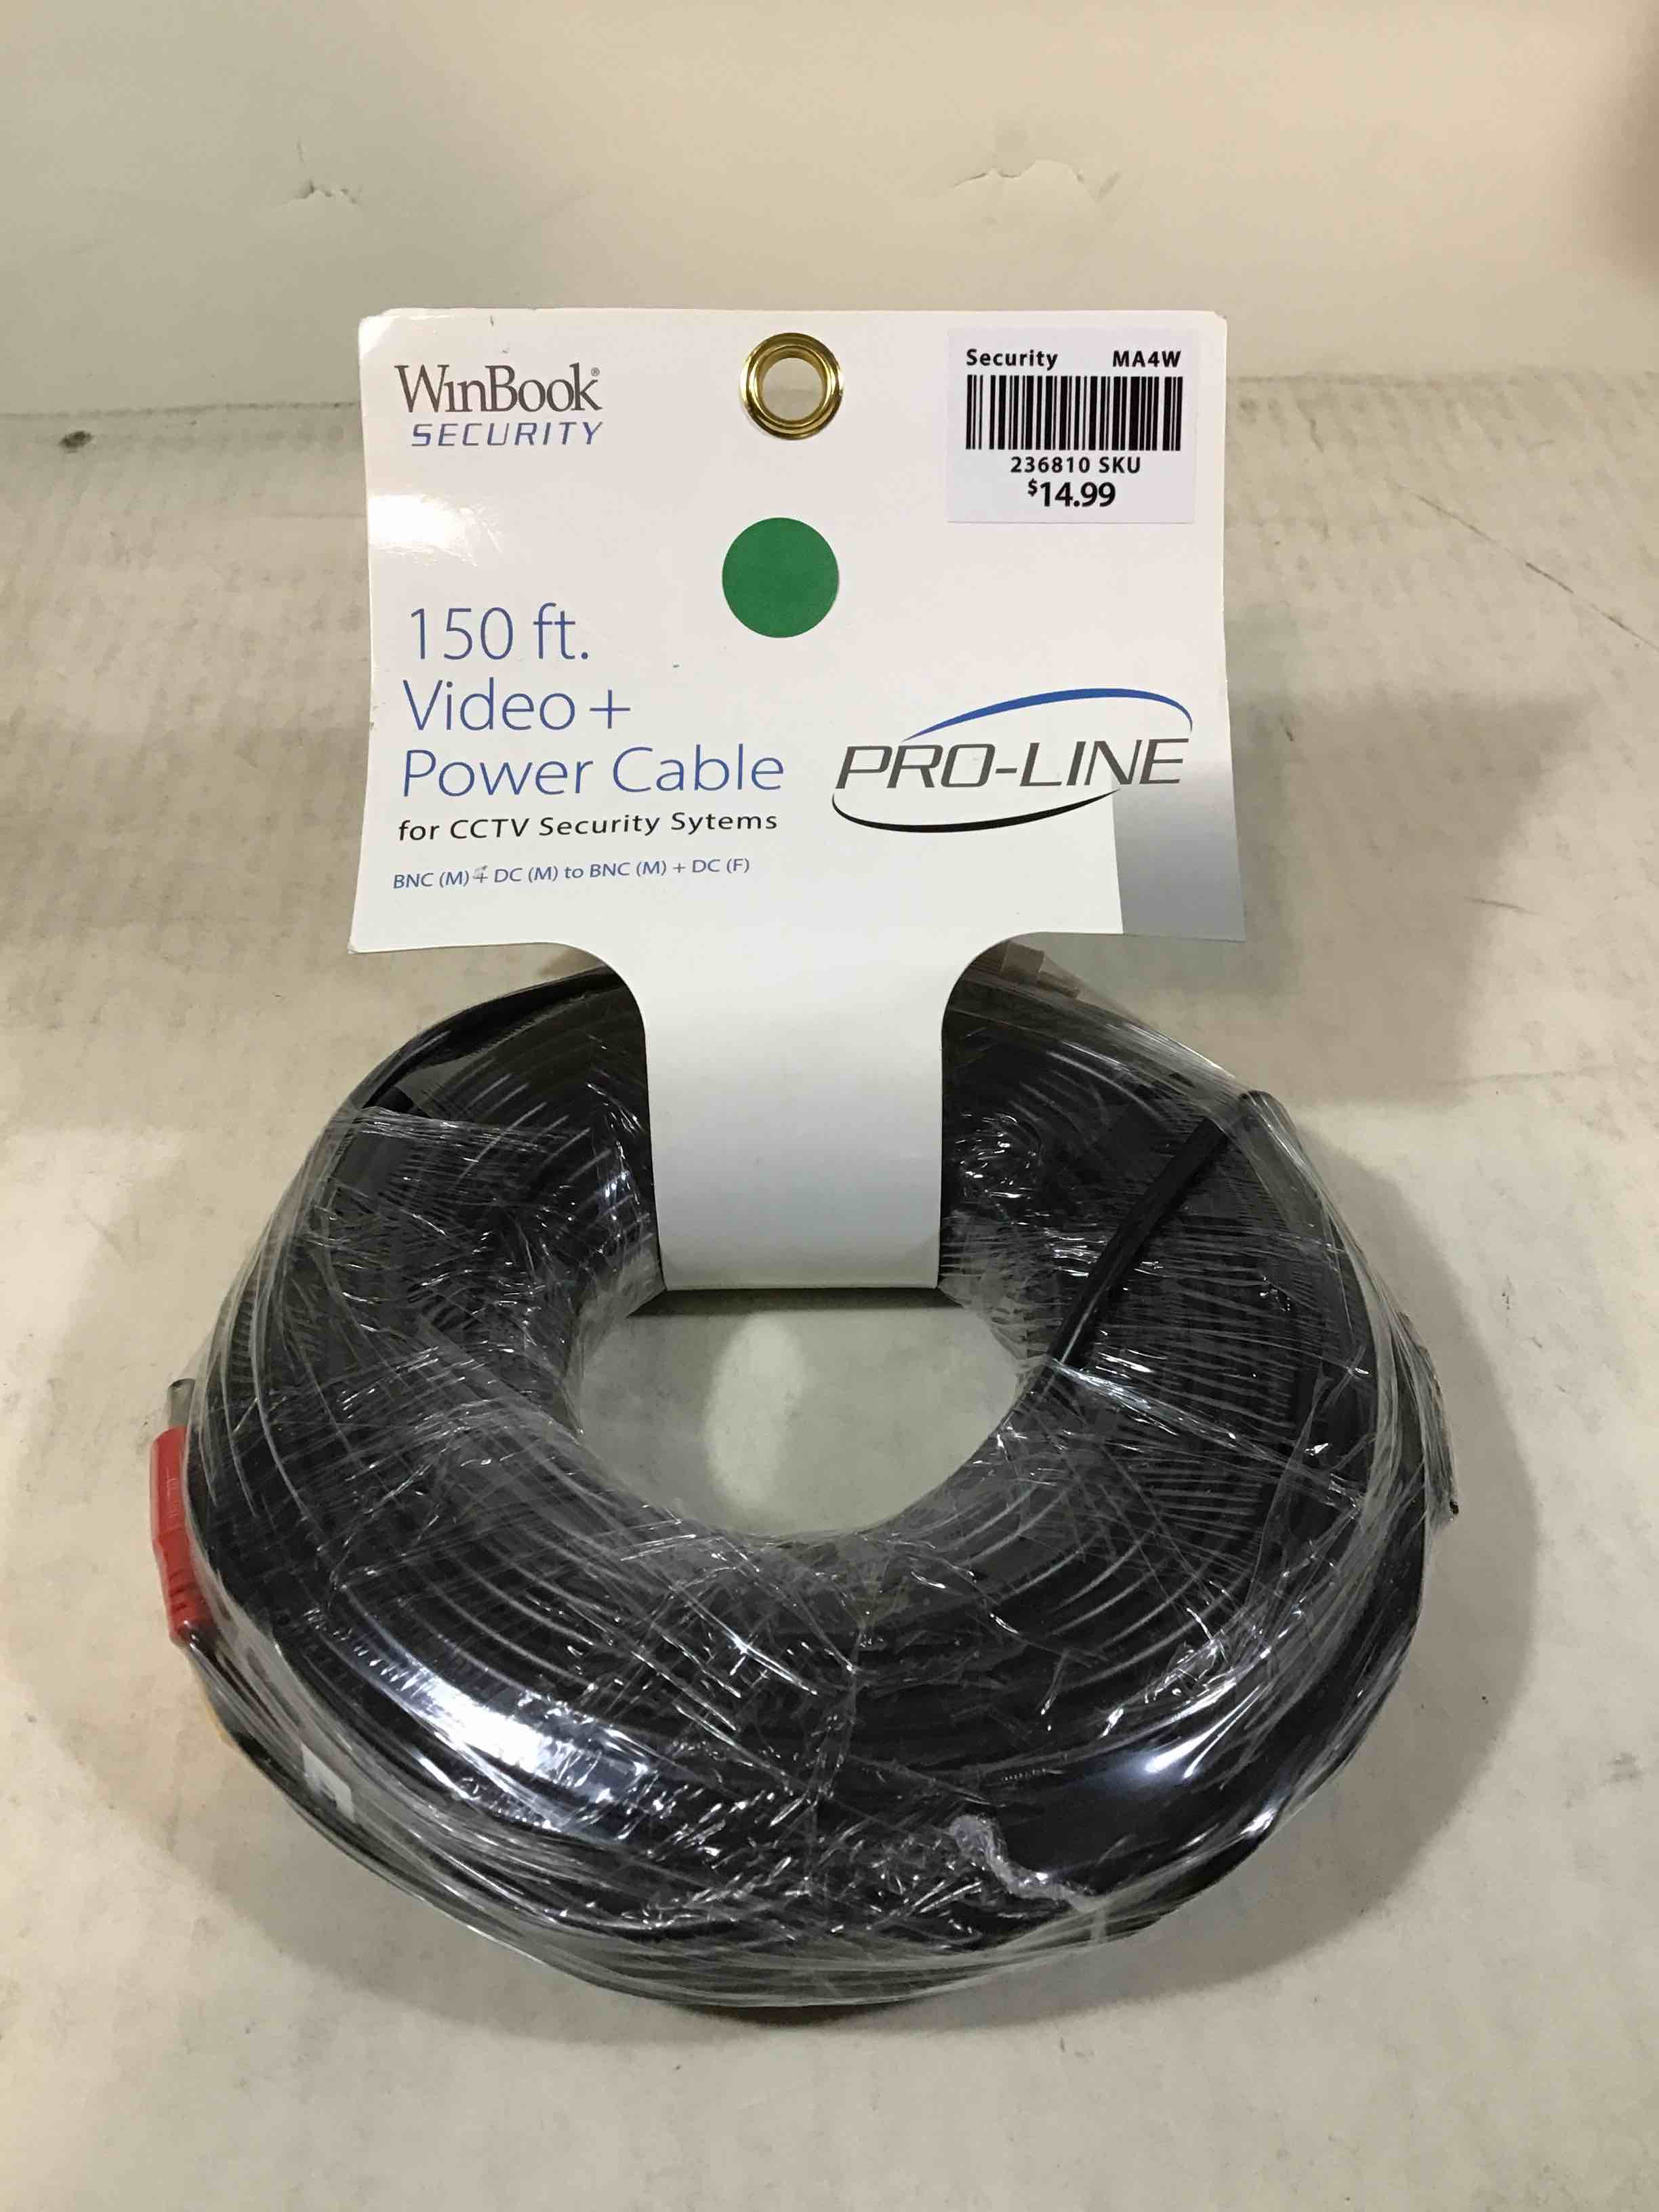 WinBook®
SECURITY
Security MA4W
236810 SKU
$14.99
150 ft.
Video +
Power Cable
for CCTV Security Sytems
BNC (M) + DC (M) to BNC (M) + DC (F)
PRO-LINE